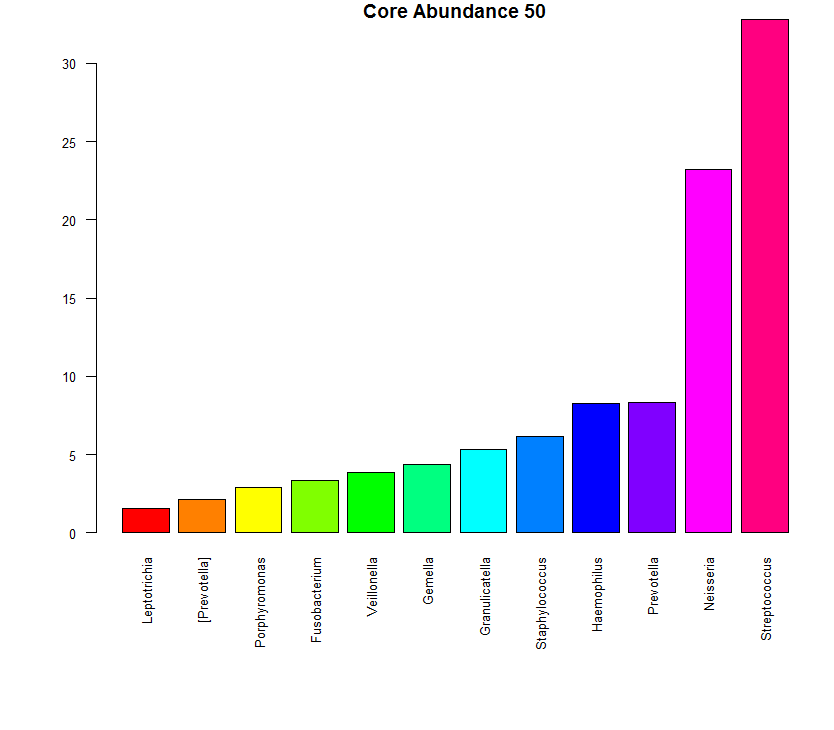 Core Abundance 50
30
25
20
15
10
5
0
Leptotrichia
[Prevotella]
Porphyromonas
Fusobacterium
Veillonella
Gemella
Granulicatella
Staphylococcus
Haemophilus
Prevotella
Neisseria
Streptococcus